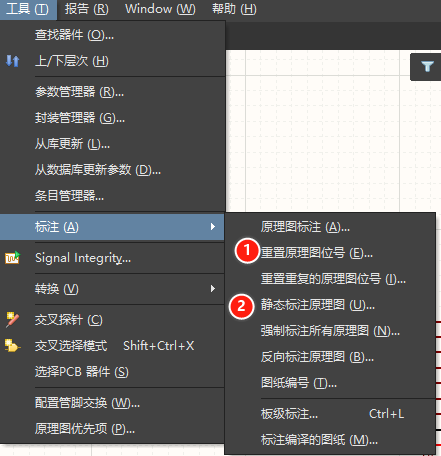 工具 (T) 报告 (R) Window (W) 帮助 (H)
查找器件 (O)...
上/下层次 (H)
参数管理器 (R)...
封装管理器 (G)...
从库更新 (L)...
从数据库更新参数 (D)...
条目管理器...
标注 (A)
Signal Integrity...
转换 (V)
交叉探针 (C)
交叉选择模式 Shift+Ctrl+X
选择PCB 器件 (S)
配置管脚交换 (W)...
原理图优先项 (P)...
原理图标注 (A)...
1 重置原理图位号 (E)...
重置重复的原理图位号 (I)...
2 静态标注原理图 (U)...
强制标注所有原理图 (N)...
反向标注原理图 (B)...
图纸编号 (T)...
板级标注... Ctrl+L
标注编译的图纸 (M)...